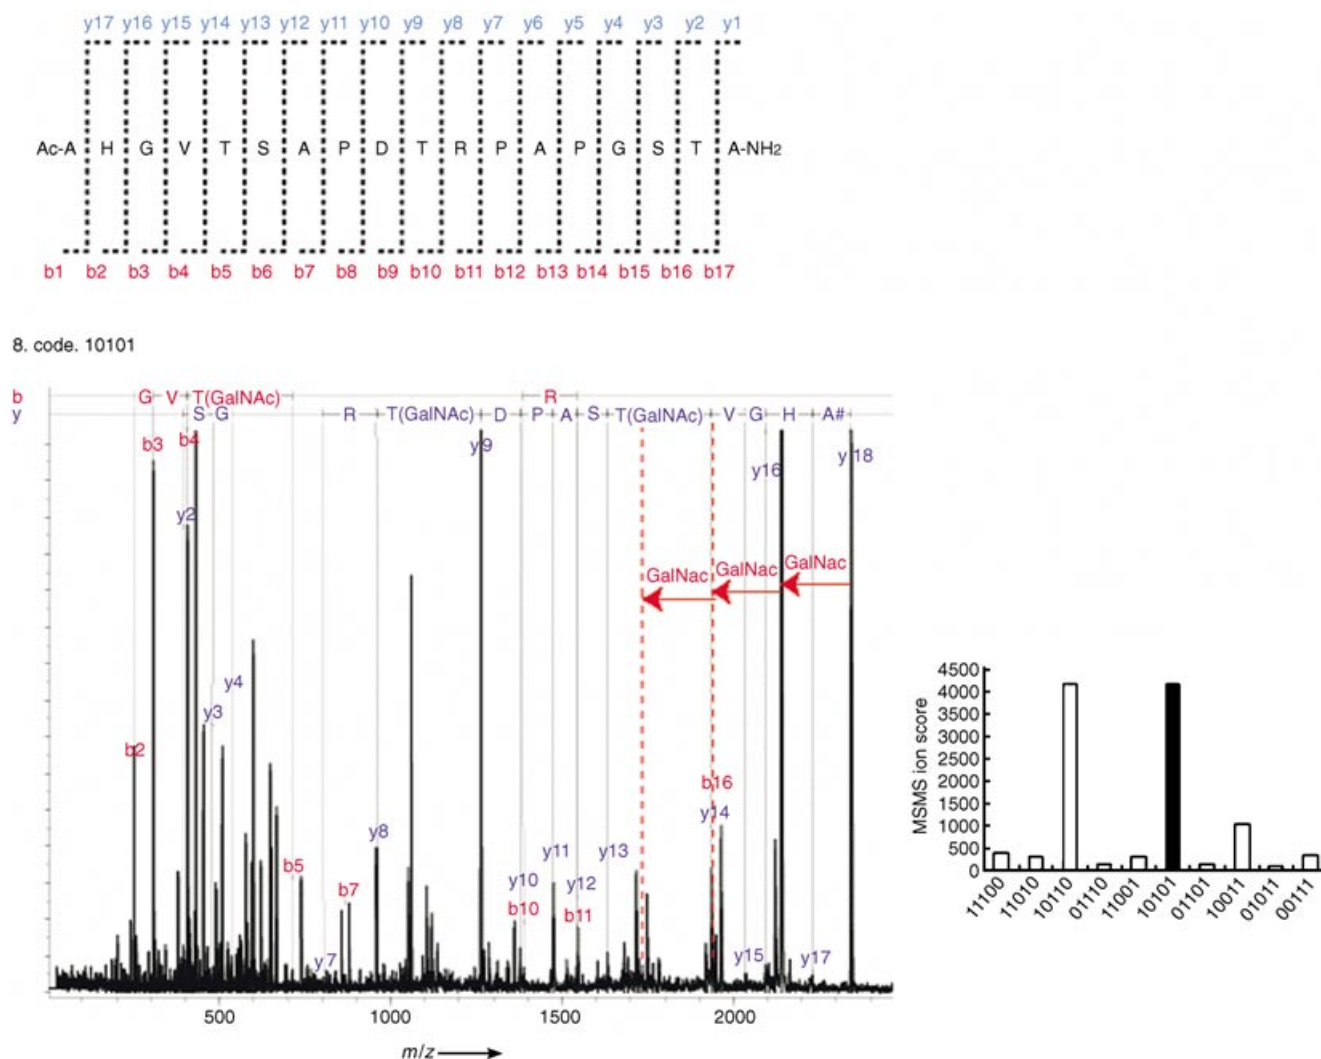 y17 y16 y15 y14 y13 y12 y11 y10 y9 y8 y7 y6 y5 y4 y3 y2 y1
Ac-A H G V T S A P D T R P A P G S T A-NH2
b1 b2 b3 b4 b5 b6 b7 b8 b9 b10 b11 b12 b13 b14 b15 b16 b17
8. code. 10101
b G V T(GalNAc) R
y S G R T(GalNAc) D P A S T(GalNAc) V G H A#
b3 b4 y9 y16 y18
y2
GalNac GalNac GalNac
y4
y3
b2
b16
y14
y8
b5 b7
y11 y13
y10 y12
b10 b11
y7 y15 y17
500 1000 1500 2000
m/z
MSMS ion score
4500
4000
3500
3000
2500
2000
1500
1000
500
0
11100 11010 10110 01110 11001 10101 01101 10011 01011 00111